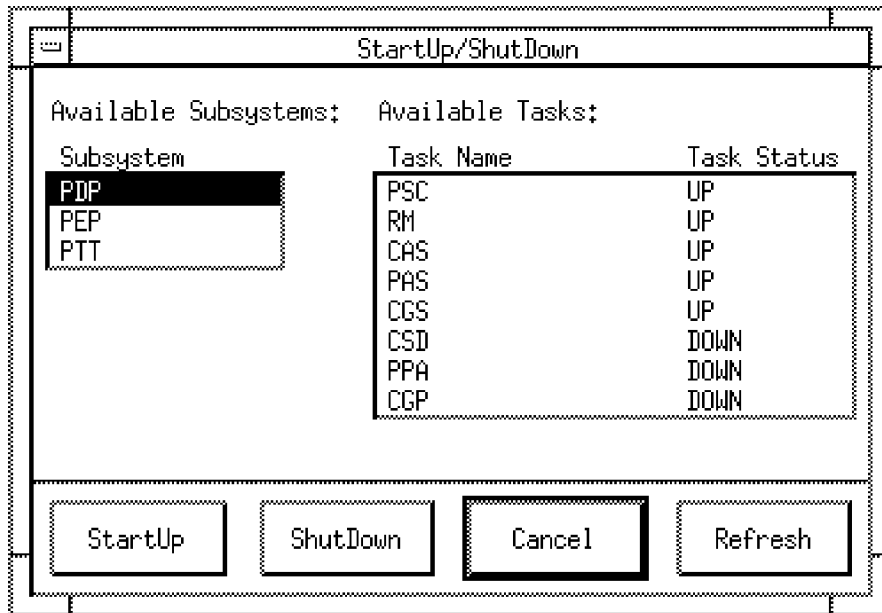 StartUp/ShutDown
Available Subsystems: Available Tasks:
Subsystem Task Name Task Status
PDP PSC UP
PEP RM UP
PTT CAS UP
PAS UP
CGS UP
CSD DOWN
PPA DOWN
CGP DOWN
StartUp ShutDown Cancel Refresh